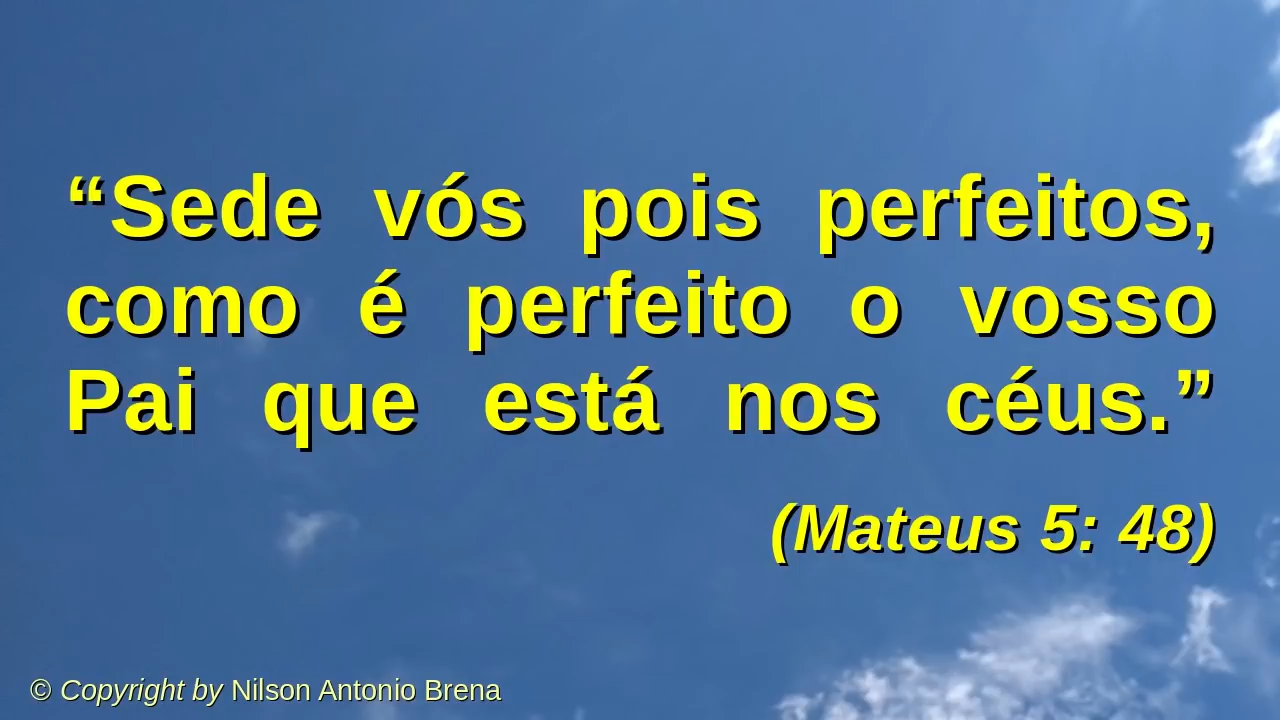 “Sede vós pois perfeitos,
como é perfeito o vosso
Pai que está nos céus.”
(Mateus 5: 48)
© Copyright by Nilson Antonio Brena